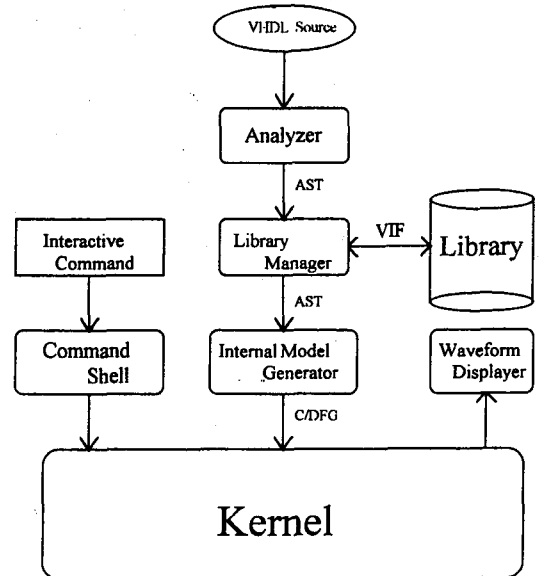 VHDL Source
Analyzer
AST
Interactive
Command
Library
Manager
VIF
Library
AST
Command
Shell
Internal Model
Generator
Waveform
Displayer
C/DFG
Kernel